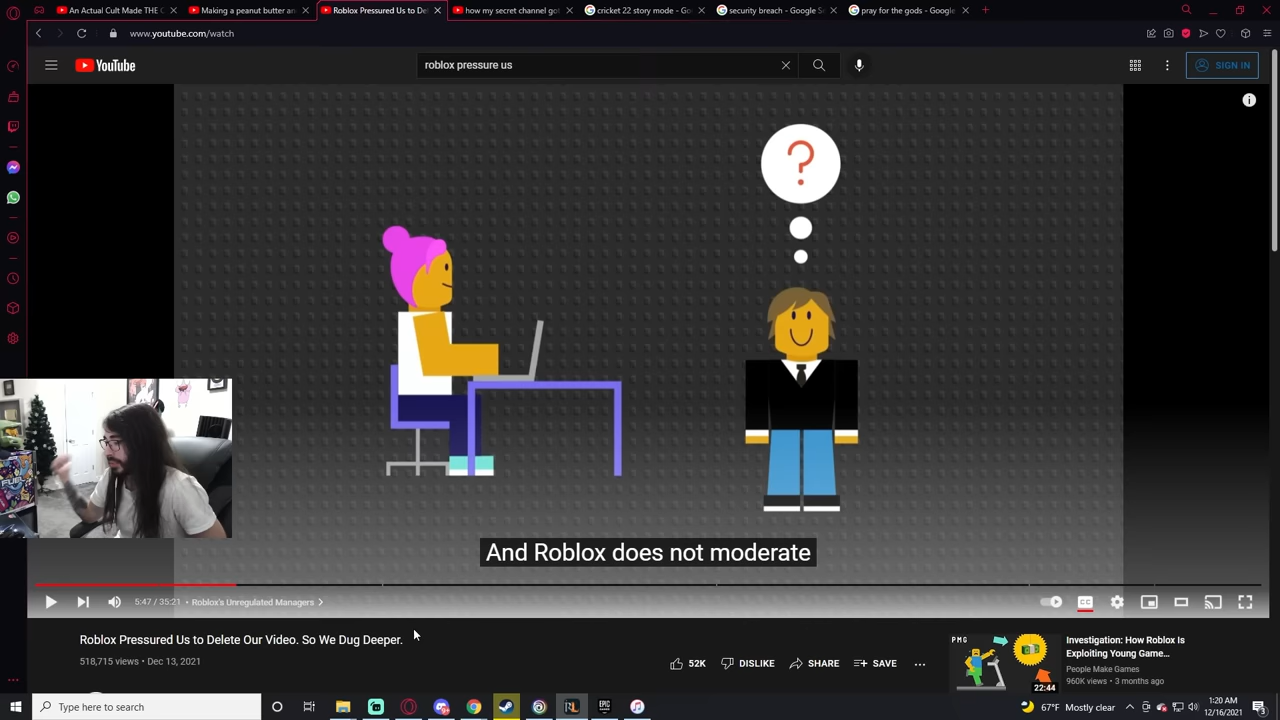 An Actual Cult Made THE C
Making a peanut butter an
Roblox Pressured Us to De
how my secret channel got
cricket 22 story mode - Go
security breach - Google S
pray for the gods - Google
www.youtube.com/watch
YouTube
roblox pressure us
SIGN IN
?
FUEL
And Roblox does not moderate
5:47 / 35:21 • Roblox's Unregulated Managers
CC
Roblox Pressured Us to Delete Our Video. So We Dug Deeper.
518,715 views • Dec 13, 2021
52K
DISLIKE
SHARE
SAVE
PMG
22:44
Investigation: How Roblox Is
Exploiting Young Game…
People Make Games
960K Views • 3 months ago
Type here to search
EPIC
67°F Mostly clear
1:20 AM
12/16/2021